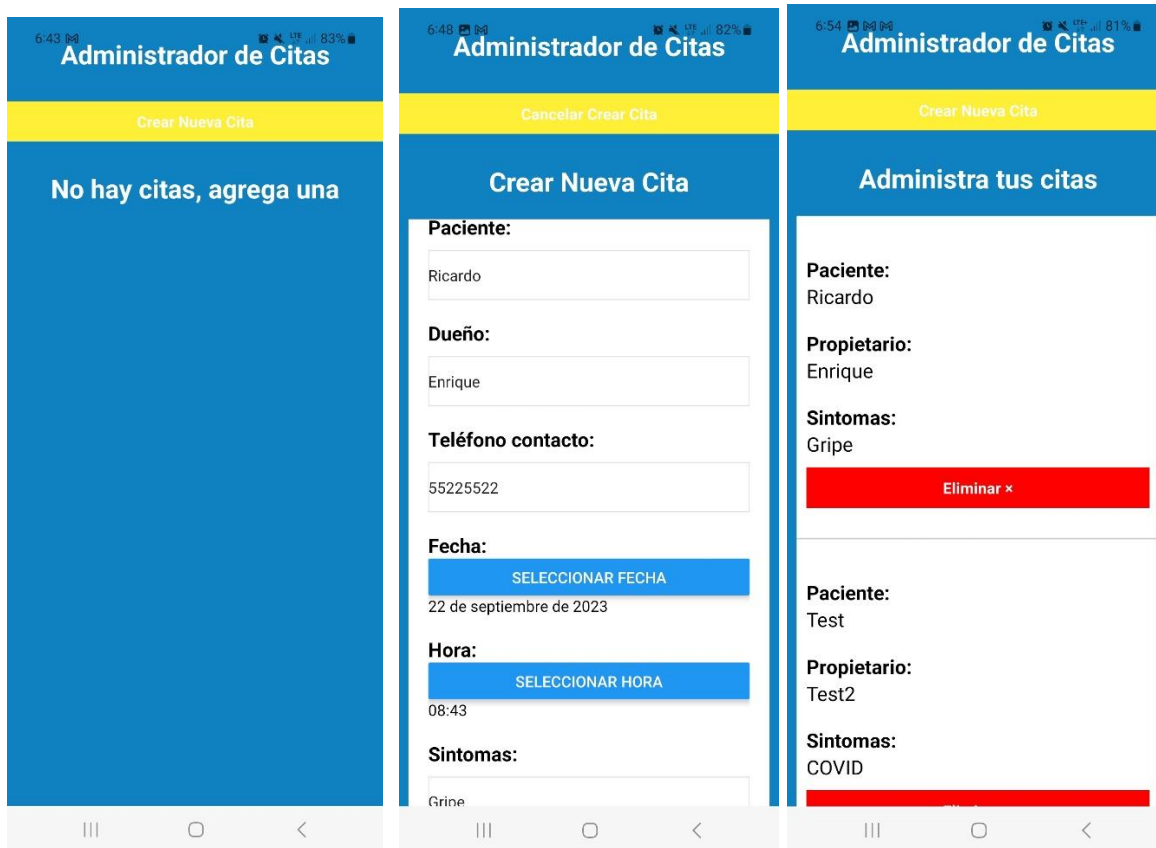 6:43
LTE 83%
Administrador de Citas
Crear Nueva Cita
No hay citas, agrega una
6:48
LTE 82%
Administrador de Citas
Cancelar Crear Cita
Crear Nueva Cita
Paciente:
Ricardo
Dueño:
Enrique
Teléfono contacto:
55225522
Fecha:
SELECCIONAR FECHA
22 de septiembre de 2023
Hora:
SELECCIONAR HORA
08:43
Sintomas:
Gripe
6:54
LTE+ 81%
Administrador de Citas
Crear Nueva Cita
Administra tus citas
Paciente:
Ricardo
Propietario:
Enrique
Sintomas:
Gripe
Eliminar ×
Paciente:
Test
Propietario:
Test2
Sintomas:
COVID